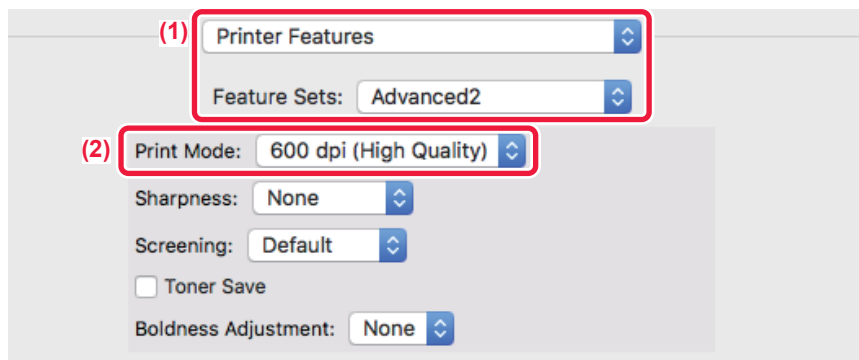 (1) Printer Features
Feature Sets: Advanced2
(2) Print Mode: 600 dpi (High Quality)
Sharpness: None
Screening: Default
Toner Save
Boldness Adjustment: None